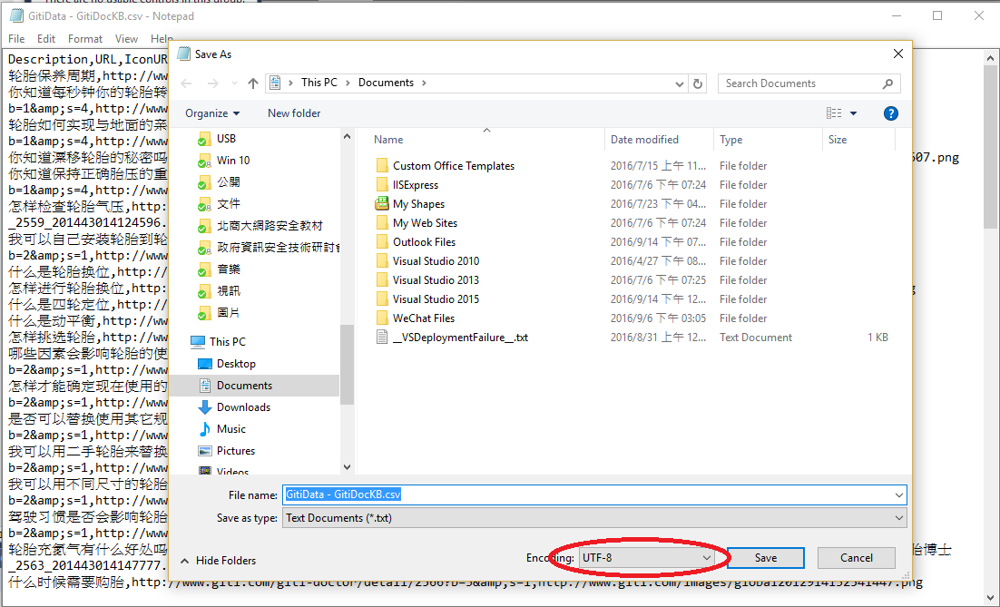 There are no usable controls in this group.
GitiData - GitiDocKB.csv - Notepad
File Edit Format View Help
Description,URL,IconUR
轮胎保养周期,http://ww
你知道每秒钟你的轮胎转
b=1&amp;s=4,http://www
轮胎如何实现与地面的亲
b=1&amp;s=4,http://www
你知道漂移轮胎的秘密吗
607.png
你知道保持正确胎压的重
b=1&amp;s=4,http://www
怎样检查轮胎气压,http:
_2559_201443014124596.
我可以自己安装轮胎到轮
b=2&amp;s=1,http://www
什么是轮胎换位,http://
怎样进行轮胎换位,http:
什么是四轮定位,http://
什么是动平衡,http://ww
怎样挑选轮胎,http://ww
哪些因素会影响轮胎的使
b=2&amp;s=1,http://www
怎样才能确定现在使用的
b=2&amp;s=1,http://www
是否可以替换使用其它规
b=2&amp;s=1,http://www
我可以用二手轮胎来替换
b=2&amp;s=1,http://www
我可以用不同尺寸的轮胎
b=2&amp;s=1,http://www
驾驶习惯是否会影响轮胎
b=2&amp;s=1,http://www
轮胎充氮气有什么好处吗
胎博士
_2563_201443014147777.
什么时候需要购胎,http://www.giti.com/giti-doctor/detail/2566?b=3&amp;s=1,http://www.giti.com/images/global2012914152541447.png
Save As
This PC > Documents >
Search Documents
Organize New folder
USB
Win 10
公開
文件
北商大網路安全教材
政府資訊安全技術研討會
音樂
視訊
圖片
This PC
Desktop
Documents
Downloads
Music
Pictures
Videos
Name Date modified Type Size
Custom Office Templates 2016/7/15 上午 11... File folder
IISExpress 2016/7/6 下午 07:24 File folder
My Shapes 2016/7/23 下午 04... File folder
My Web Sites 2016/7/6 下午 07:24 File folder
Outlook Files 2016/9/14 下午 07... File folder
Visual Studio 2010 2016/4/27 下午 08... File folder
Visual Studio 2013 2016/7/6 下午 07:25 File folder
Visual Studio 2015 2016/9/14 下午 12... File folder
WeChat Files 2016/9/6 下午 03:05 File folder
__VSDeploymentFailure__.txt 2016/8/31 上午 12... Text Document 1 KB
File name: GitiData - GitiDocKB.csv
Save as type: Text Documents (*.txt)
Hide Folders
Encoding: UTF-8 Save Cancel